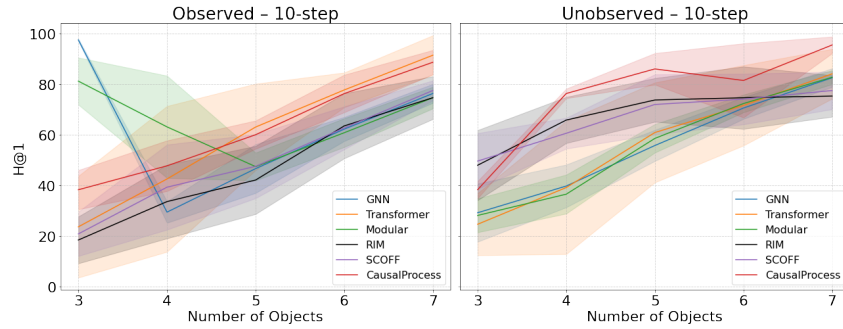 Observed – 10-step
H@1
100
80
60
40
20
0
3 4 5 6 7
Number of Objects
GNN
Transformer
Modular
RIM
SCOFF
CausalProcess
Unobserved – 10-step
3 4 5 6 7
Number of Objects
GNN
Transformer
Modular
RIM
SCOFF
CausalProcess